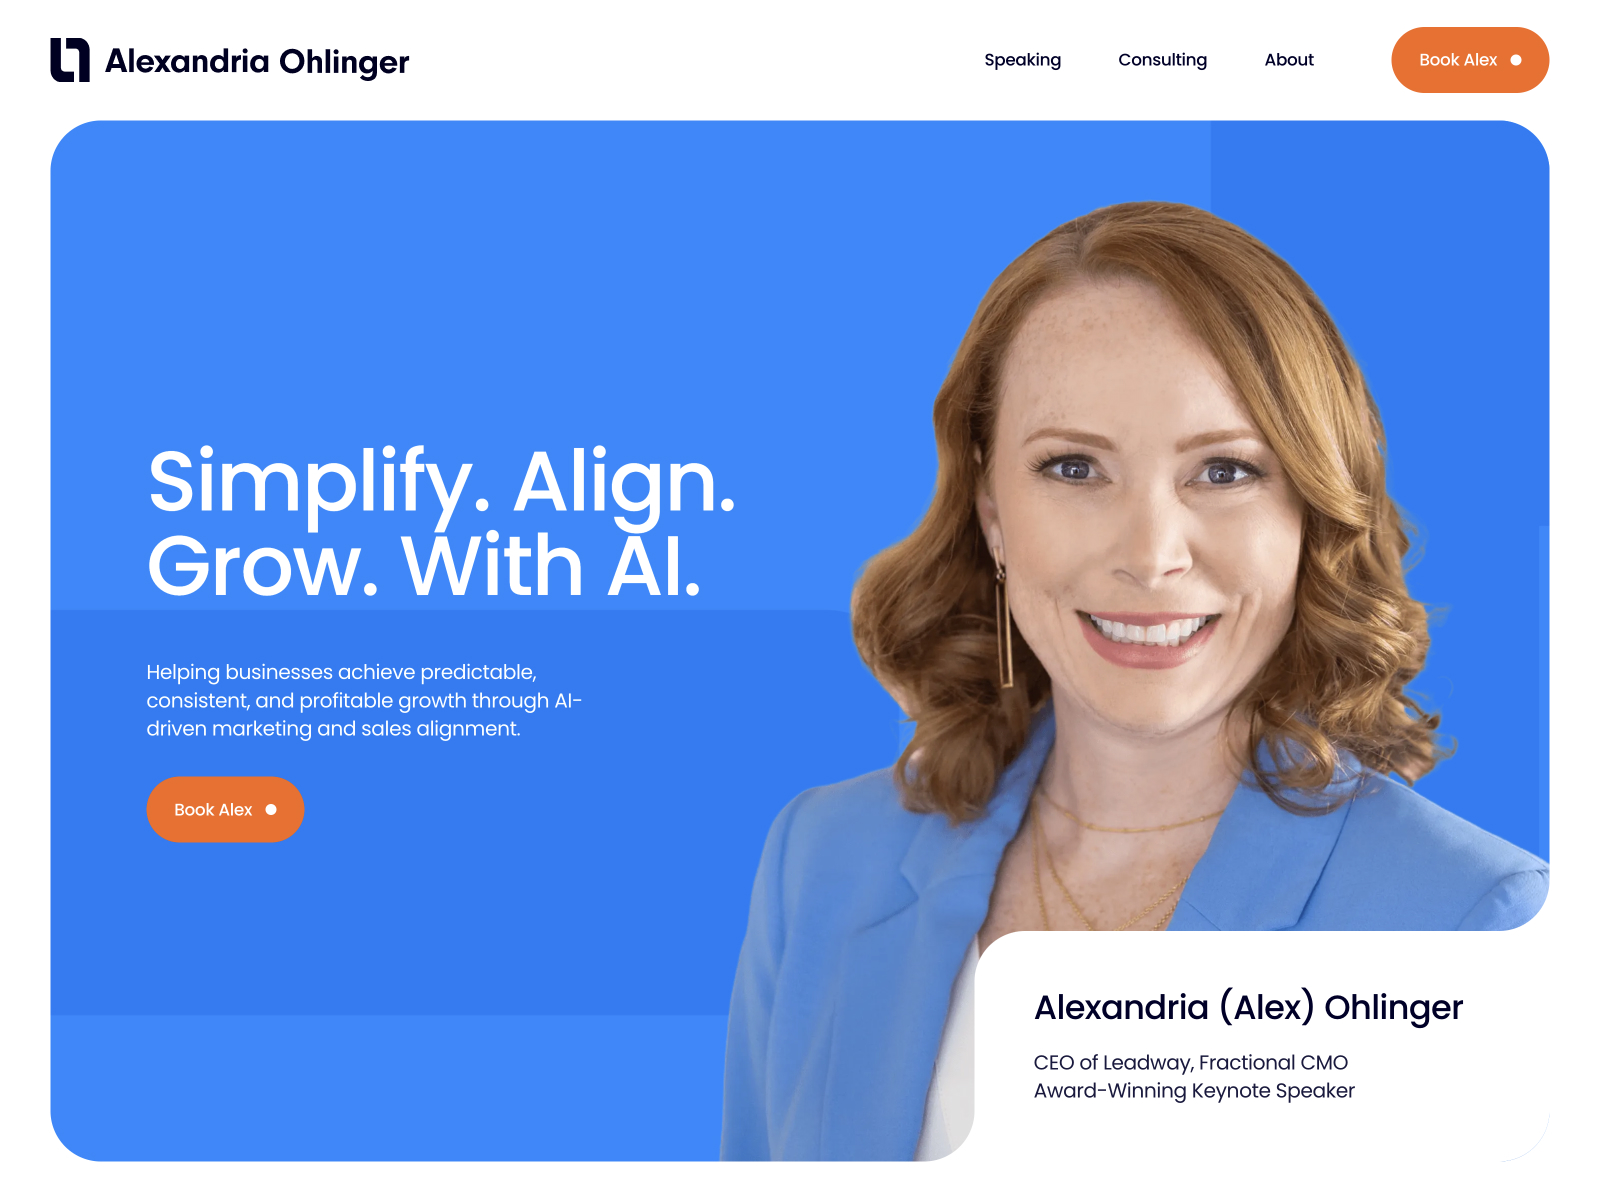 Alexandria Ohlinger
Speaking
Consulting
About
Book Alex
Simplify. Align.
Grow. With AI.
Helping businesses achieve predictable,
consistent, and profitable growth through AI-
driven marketing and sales alignment.
Book Alex
Alexandria (Alex) Ohlinger
CEO of Leadway, Fractional CMO
Award-Winning Keynote Speaker